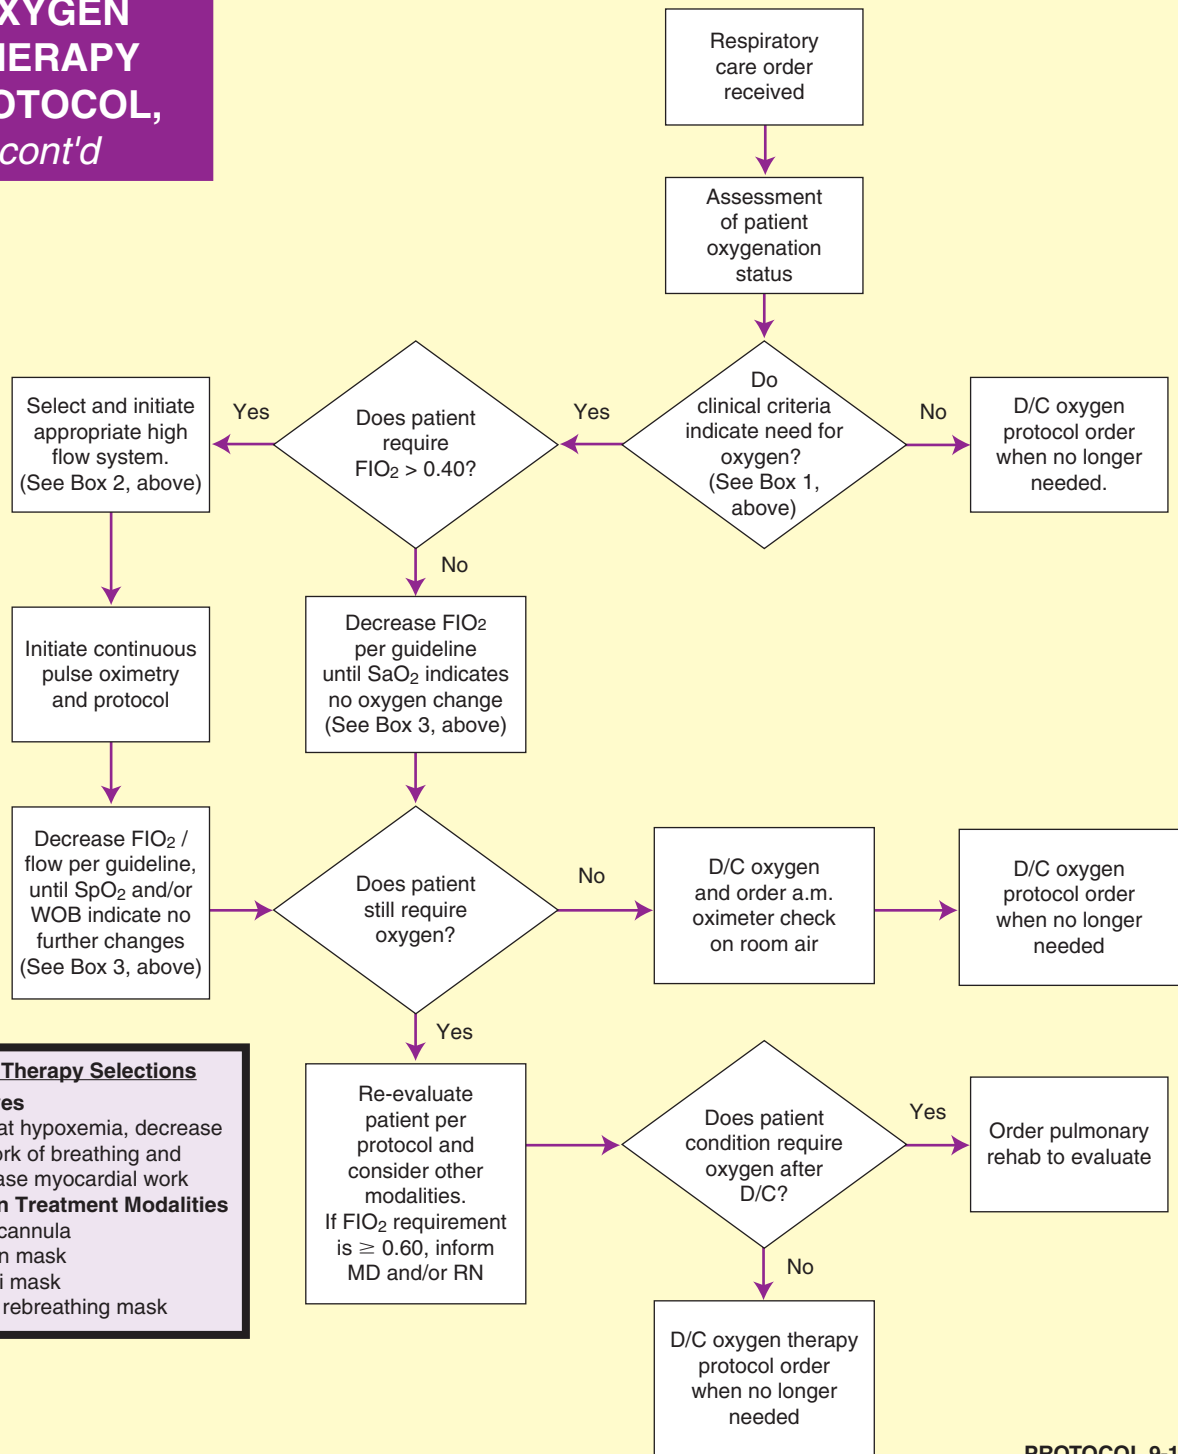 XYGEN
HERAPY
OTOCOL,
cont'd
Respiratory
care order
received
Assessment
of patient
oxygenation
status
Do
clinical criteria
indicate need for
oxygen?
(See Box 1,
above)
No
D/C oxygen
protocol order
when no longer
needed.
Yes
Does patient
require
FIO2 > 0.40?
Yes
Select and initiate
appropriate high
flow system.
(See Box 2, above)
Initiate continuous
pulse oximetry
and protocol
Decrease FIO2 /
flow per guideline,
until SpO2 and/or
WOB indicate no
further changes
(See Box 3, above)
No
Decrease FIO2
per guideline
until SaO2 indicates
no oxygen change
(See Box 3, above)
Does patient
still require
oxygen?
No
D/C oxygen
and order a.m.
oximeter check
on room air
D/C oxygen
protocol order
when no longer
needed
Yes
Re-evaluate
patient per
protocol and
consider other
modalities.
If FIO2 requirement
is ≥ 0.60, inform
MD and/or RN
Does patient
condition require
oxygen after
D/C?
Yes
Order pulmonary
rehab to evaluate
No
D/C oxygen therapy
protocol order
when no longer
needed
Therapy Selections
ves
at hypoxemia, decrease
rk of breathing and
ase myocardial work
n Treatment Modalities
cannula
n mask
i mask
rebreathing mask
PROTOCOL 9-1